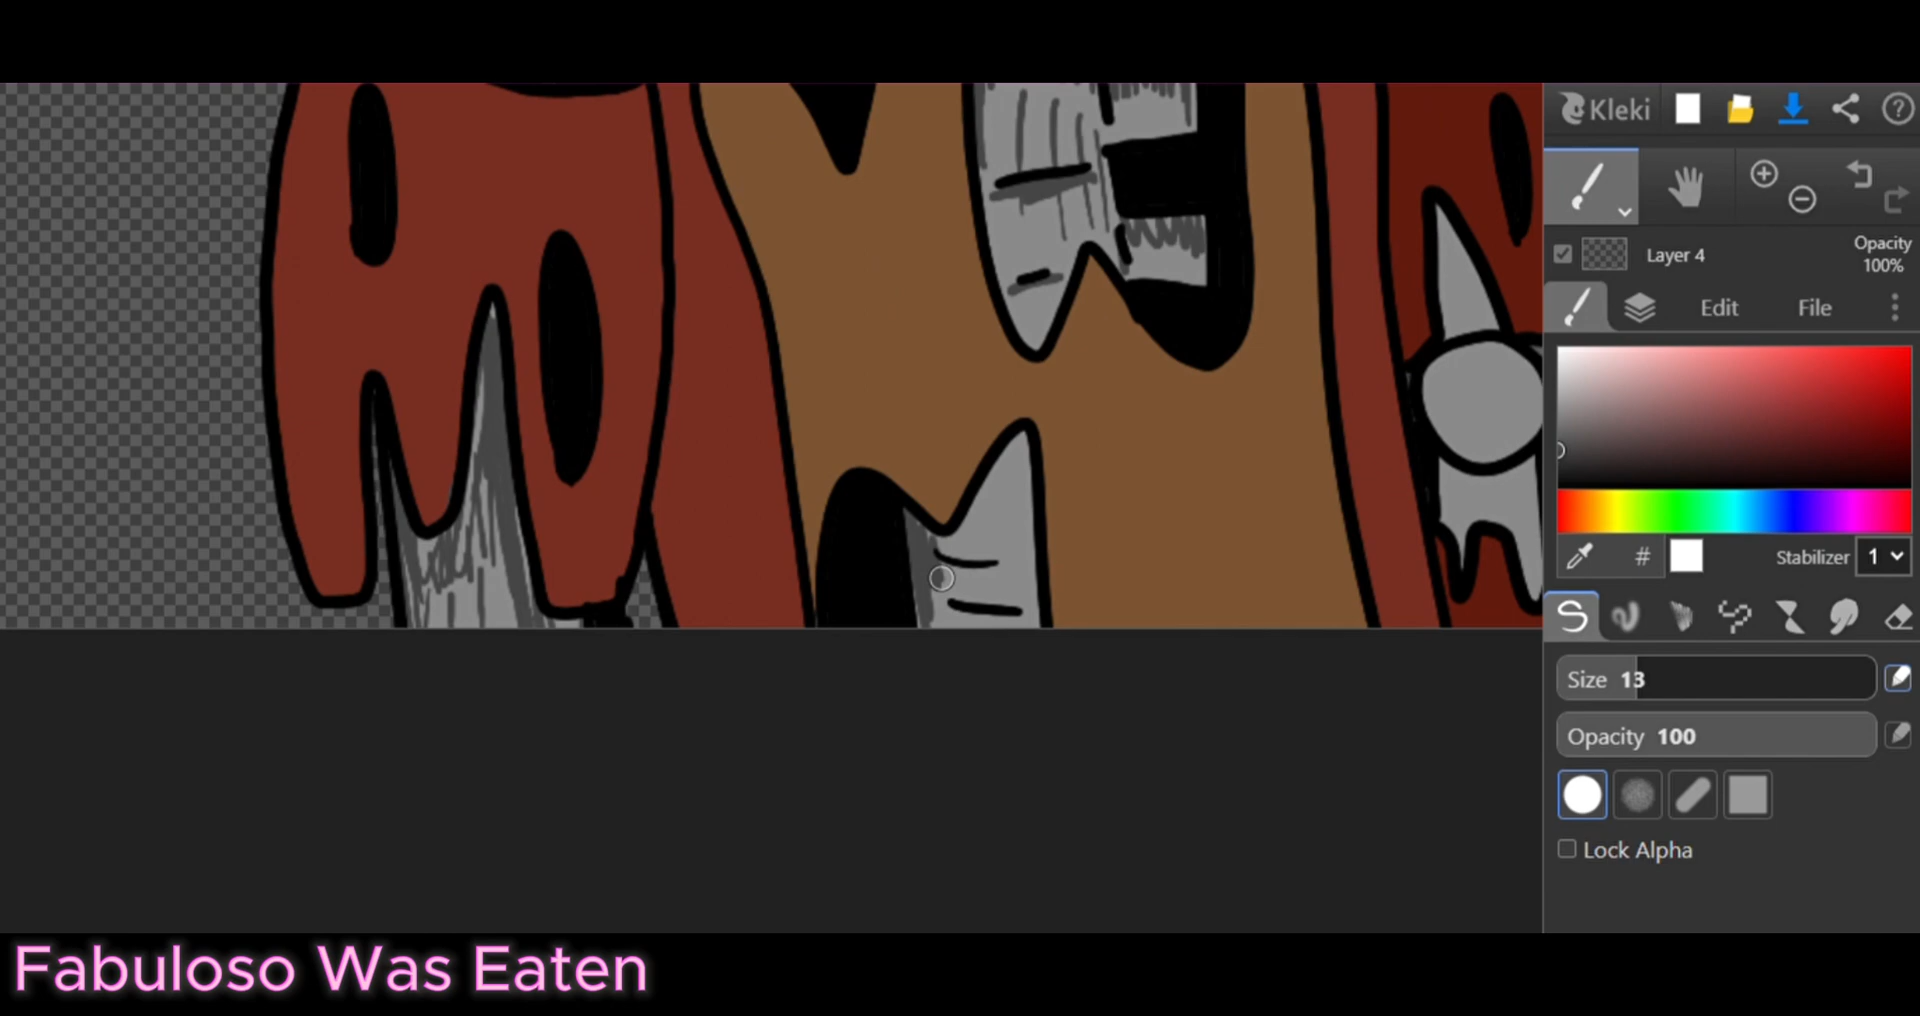 Kleki
Layer 4
Opacity
100%
Edit
File
#
Stabilizer
1
Size 13
Opacity 100
Lock Alpha
Fabuloso Was Eaten